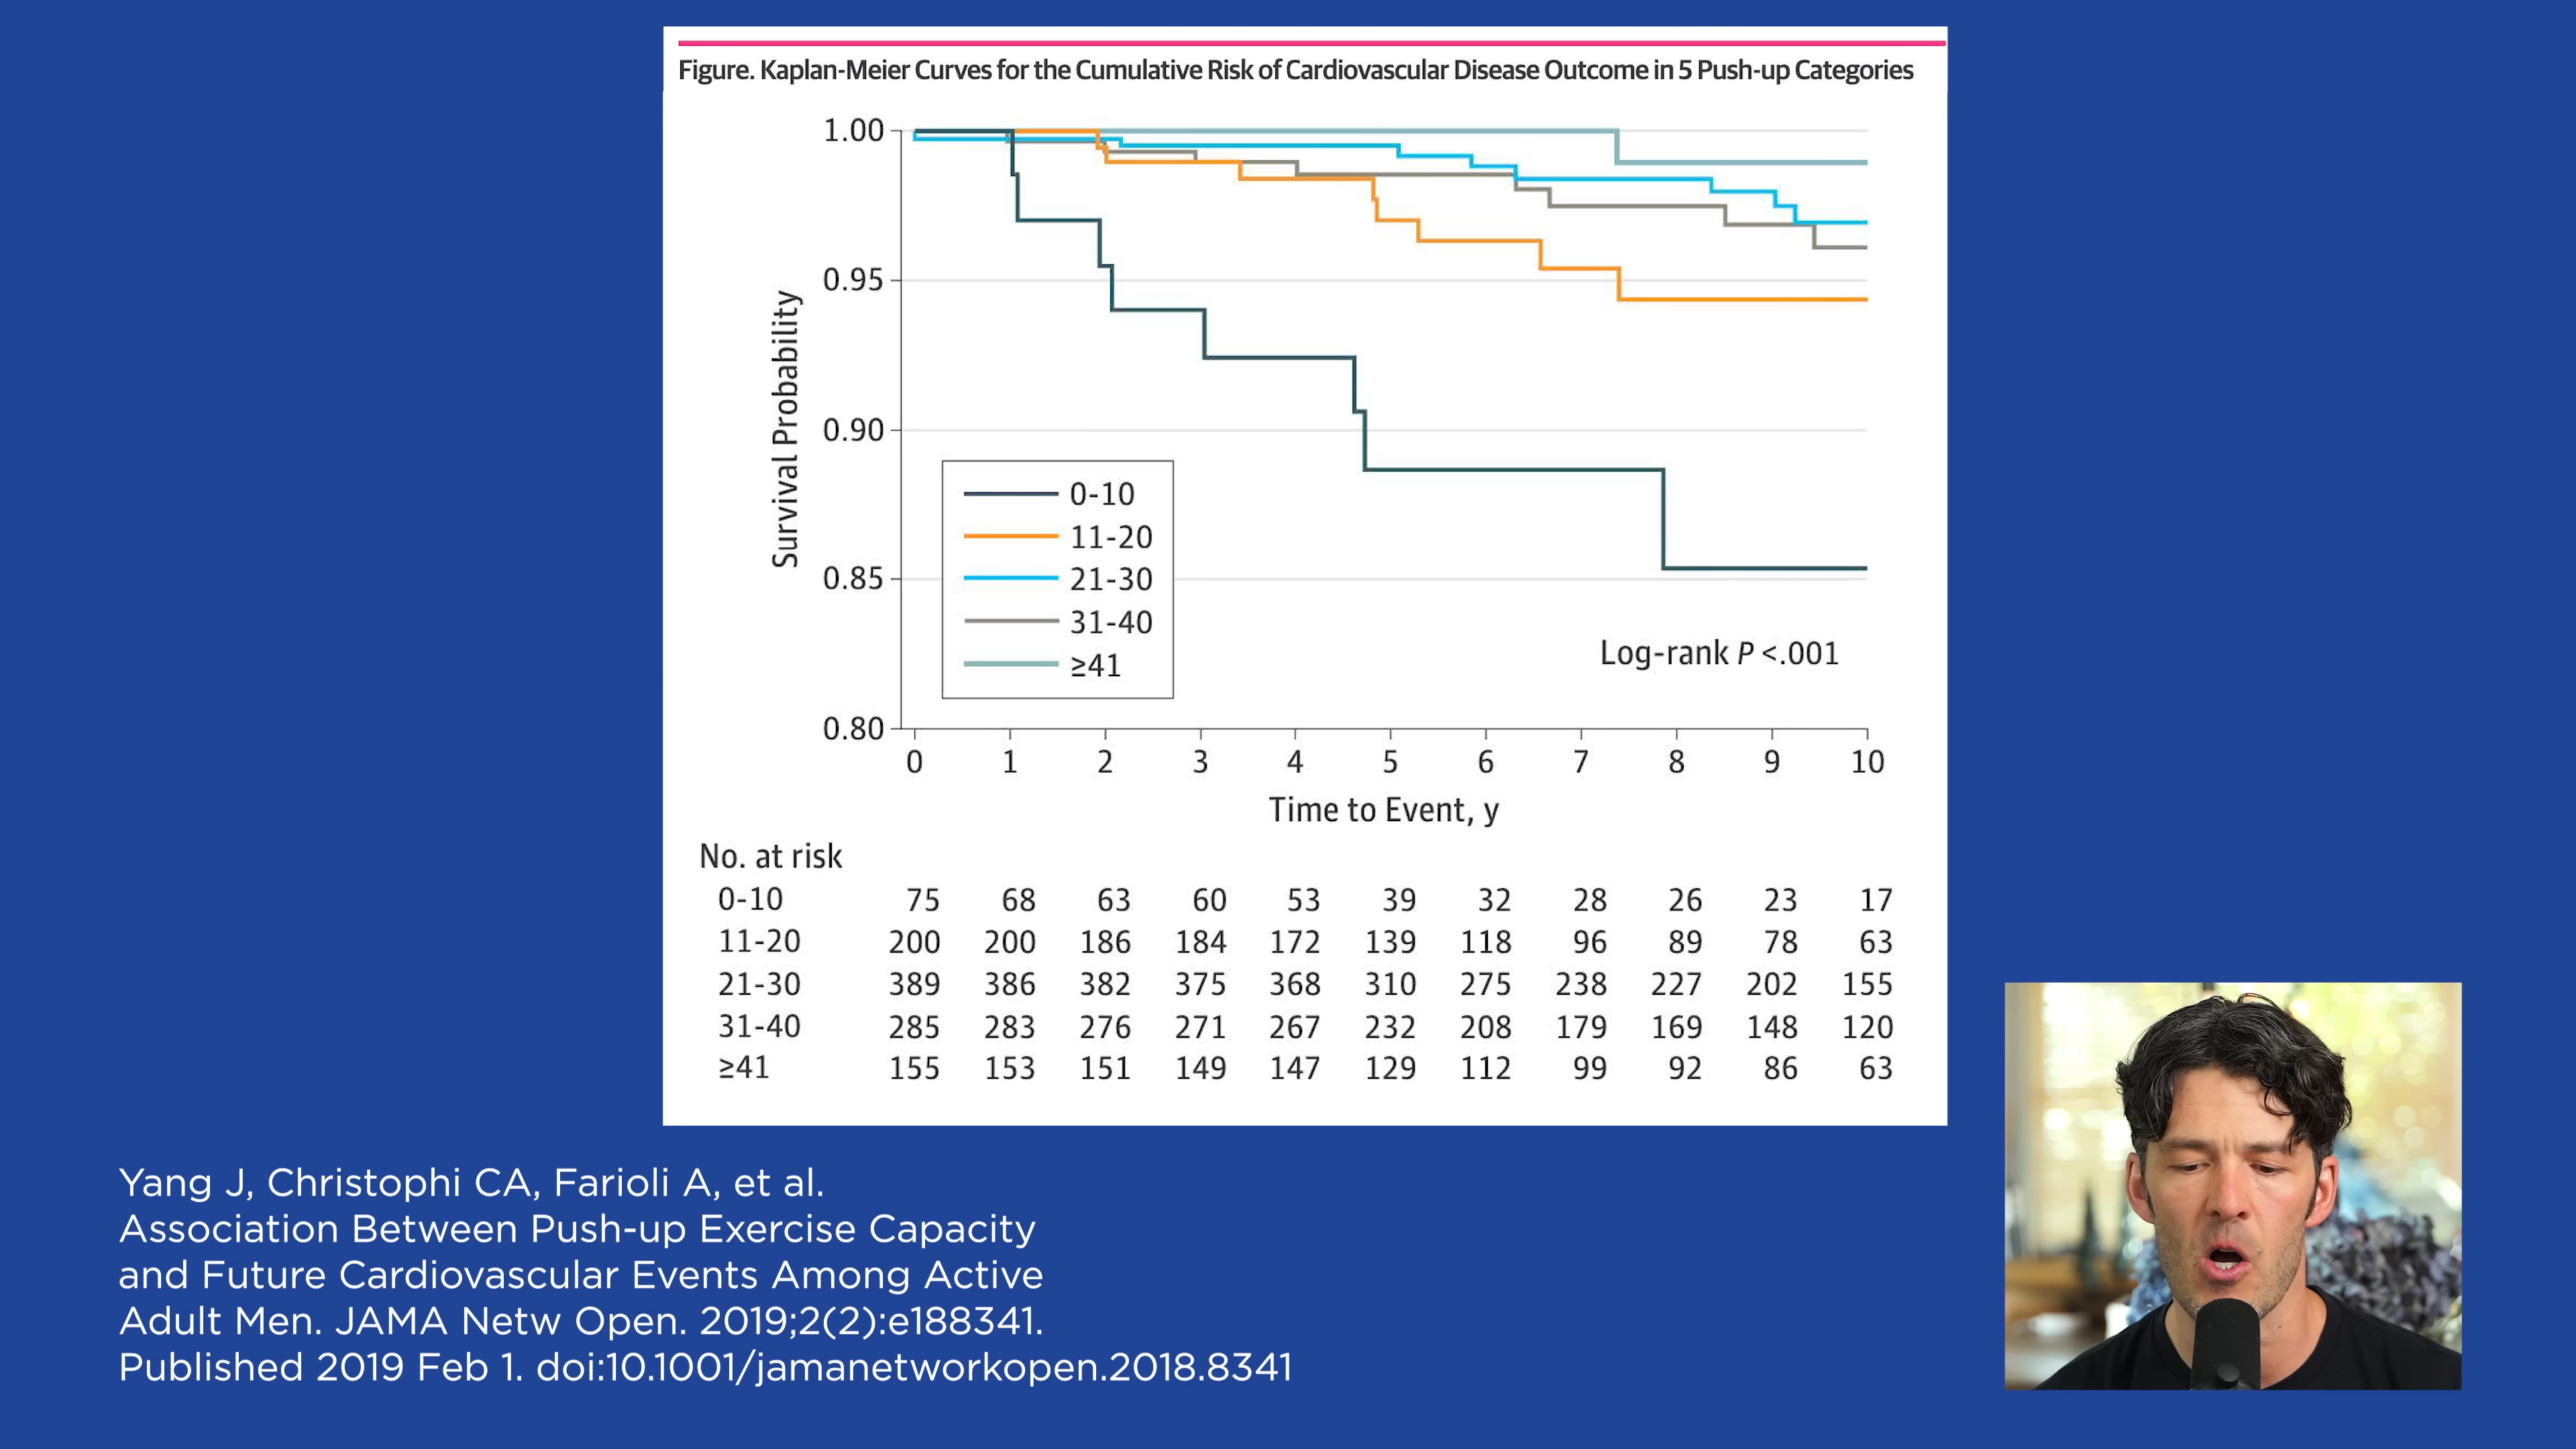 Figure. Kaplan-Meier Curves for the Cumulative Risk of Cardiovascular Disease Outcome in 5 Push-up Categories
1.00
0.95
0.90
0.85
0.80
Survival Probability
0-10
11-20
21-30
31-40
≥41
Log-rank P <.001
0 1 2 3 4 5 6 7 8 9 10
Time to Event, y
No. at risk
0-10 75 68 63 60 53 39 32 28 26 23 17
11-20 200 200 186 184 172 139 118 96 89 78 63
21-30 389 386 382 375 368 310 275 238 227 202 155
31-40 285 283 276 271 267 232 208 179 169 148 120
≥41 155 153 151 149 147 129 112 99 92 86 63
Yang J, Christophi CA, Farioli A, et al.
Association Between Push-up Exercise Capacity
and Future Cardiovascular Events Among Active
Adult Men. JAMA Netw Open. 2019;2(2):e188341.
Published 2019 Feb 1. doi:10.1001/jamanetworkopen.2018.8341